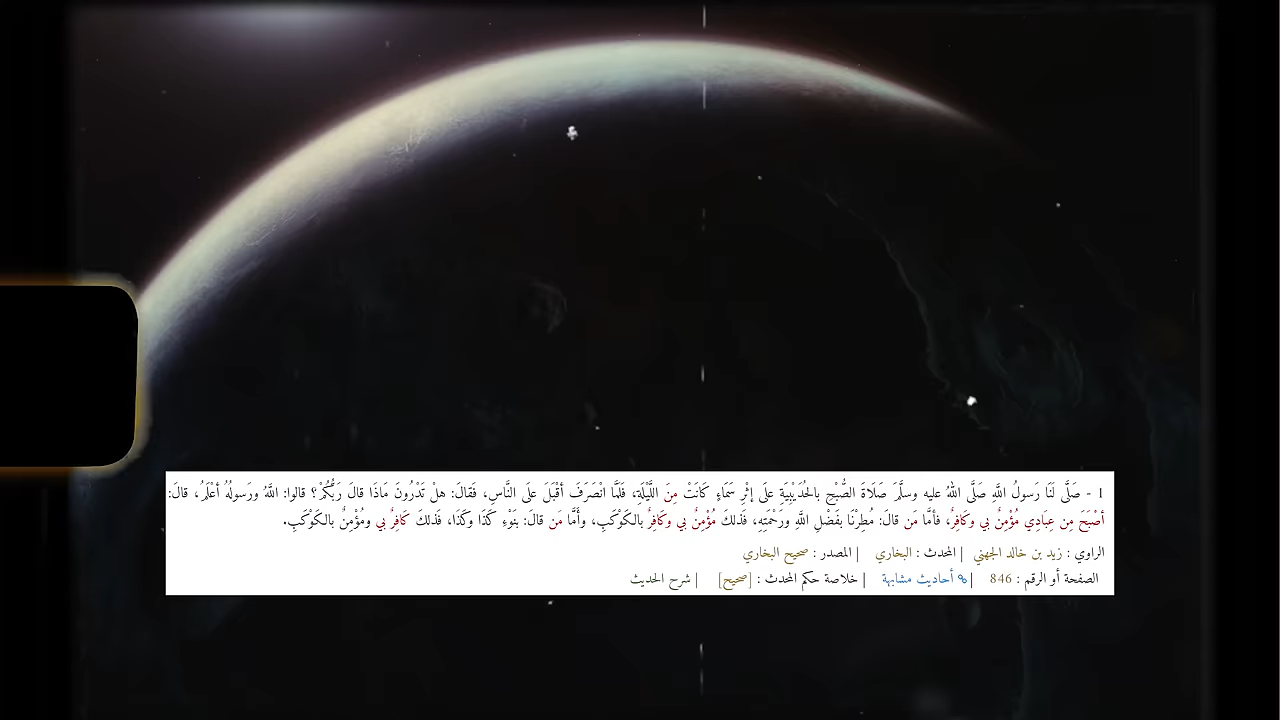 1 - صَلَّى لَنَا رَسولُ اللَّهِ صَلَّى اللهُ عليه وسلَّمَ صَلَاةَ الصُّبْحِ بالحُدَيْبِيَةِ علَى إثْرِ سَمَاءٍ كَانَتْ مِنَ اللَّيْلَةِ، فَلَمَّا انْصَرَفَ أقْبَلَ علَى النَّاسِ، فَقالَ: هلْ تَدْرُونَ مَاذَا قالَ رَبُّكُمْ؟ قالوا: اللَّهُ ورَسولُهُ أعْلَمُ، قالَ:
أصْبَحَ مِن عِبَادِي مُؤْمِنٌ بي وكَافِرٌ، فأمَّا مَن قالَ: مُطِرْنَا بفَضْلِ اللَّهِ ورَحْمَتِهِ، فَذلكَ مُؤْمِنٌ بي وكَافِرٌ بالكَوْكَبِ، وأَمَّا مَن قالَ: بنَوْءِ كَذَا وكَذَا، فَذلكَ كَافِرٌ بي ومُؤْمِنٌ بالكَوْكَبِ.
الراوي : زيد بن خالد الجهني | المحدث : البخاري | المصدر : صحيح البخاري
الصفحة أو الرقم : 846 | أحاديث مشابهة | خلاصة حكم المحدث : [صحيح] | شرح الحديث